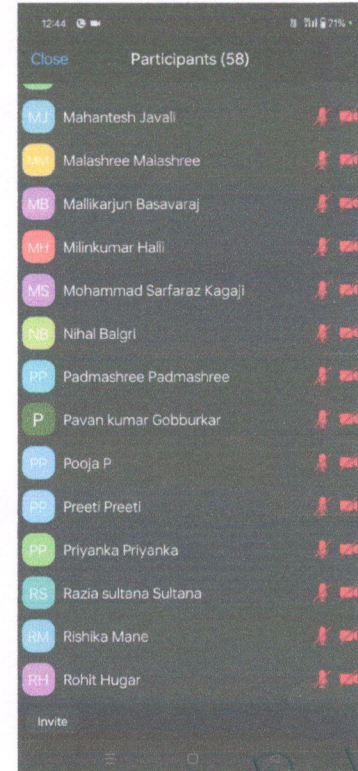 12:44 71%
Close Participants (58)
MJ Mahantesh Javali
MM Malashree Malashree
MB Mallikarjun Basavaraj
MH Milinkumar Halli
MS Mohammad Sarfaraz Kagaji
NB Nihal Balgri
PP Padmashree Padmashree
P Pavan kumar Gobburkar
PP Pooja P
PP Preeti Preeti
PP Priyanka Priyanka
RS Razia sultana Sultana
RM Rishika Mane
RH Rohit Hugar
Invite